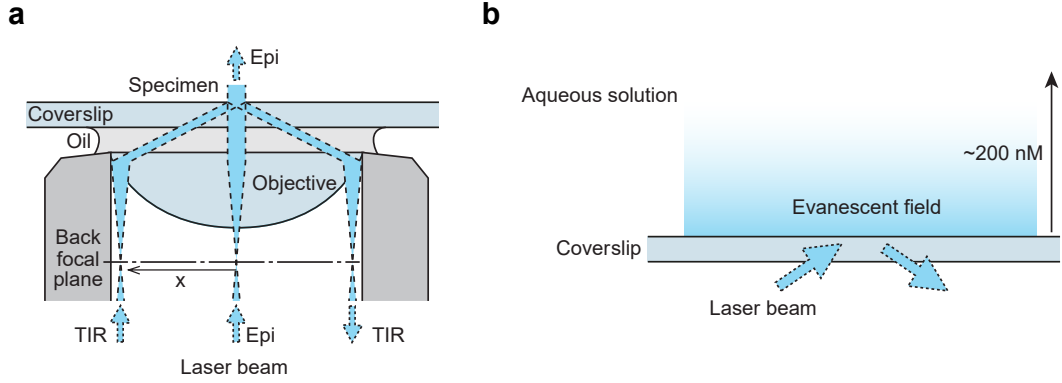 a
Epi
Specimen
Coverslip
Oil
Objective
Back
focal
plane
x
TIR
Epi
TIR
Laser beam
b
Aqueous solution
~200 nM
Evanescent field
Coverslip
Laser beam